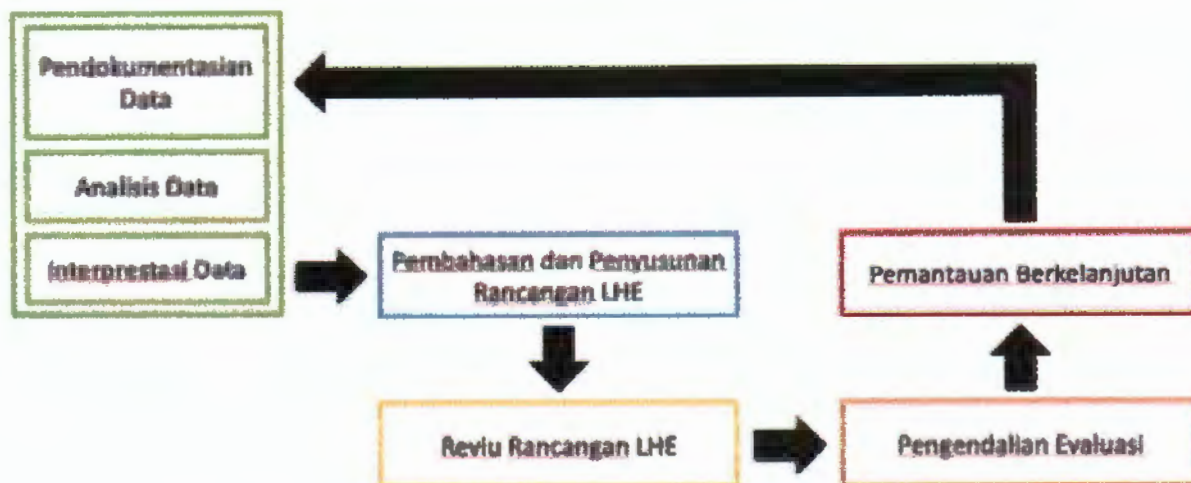 Pendokumentasian
Data
Analisis Data
Interprestasi Data
Pembahasan dan Penyusunan
Rancangan LHE
Pemantauan Berkelanjutan
Reviu Rancangan LHE
Pengendalian Evaluasi